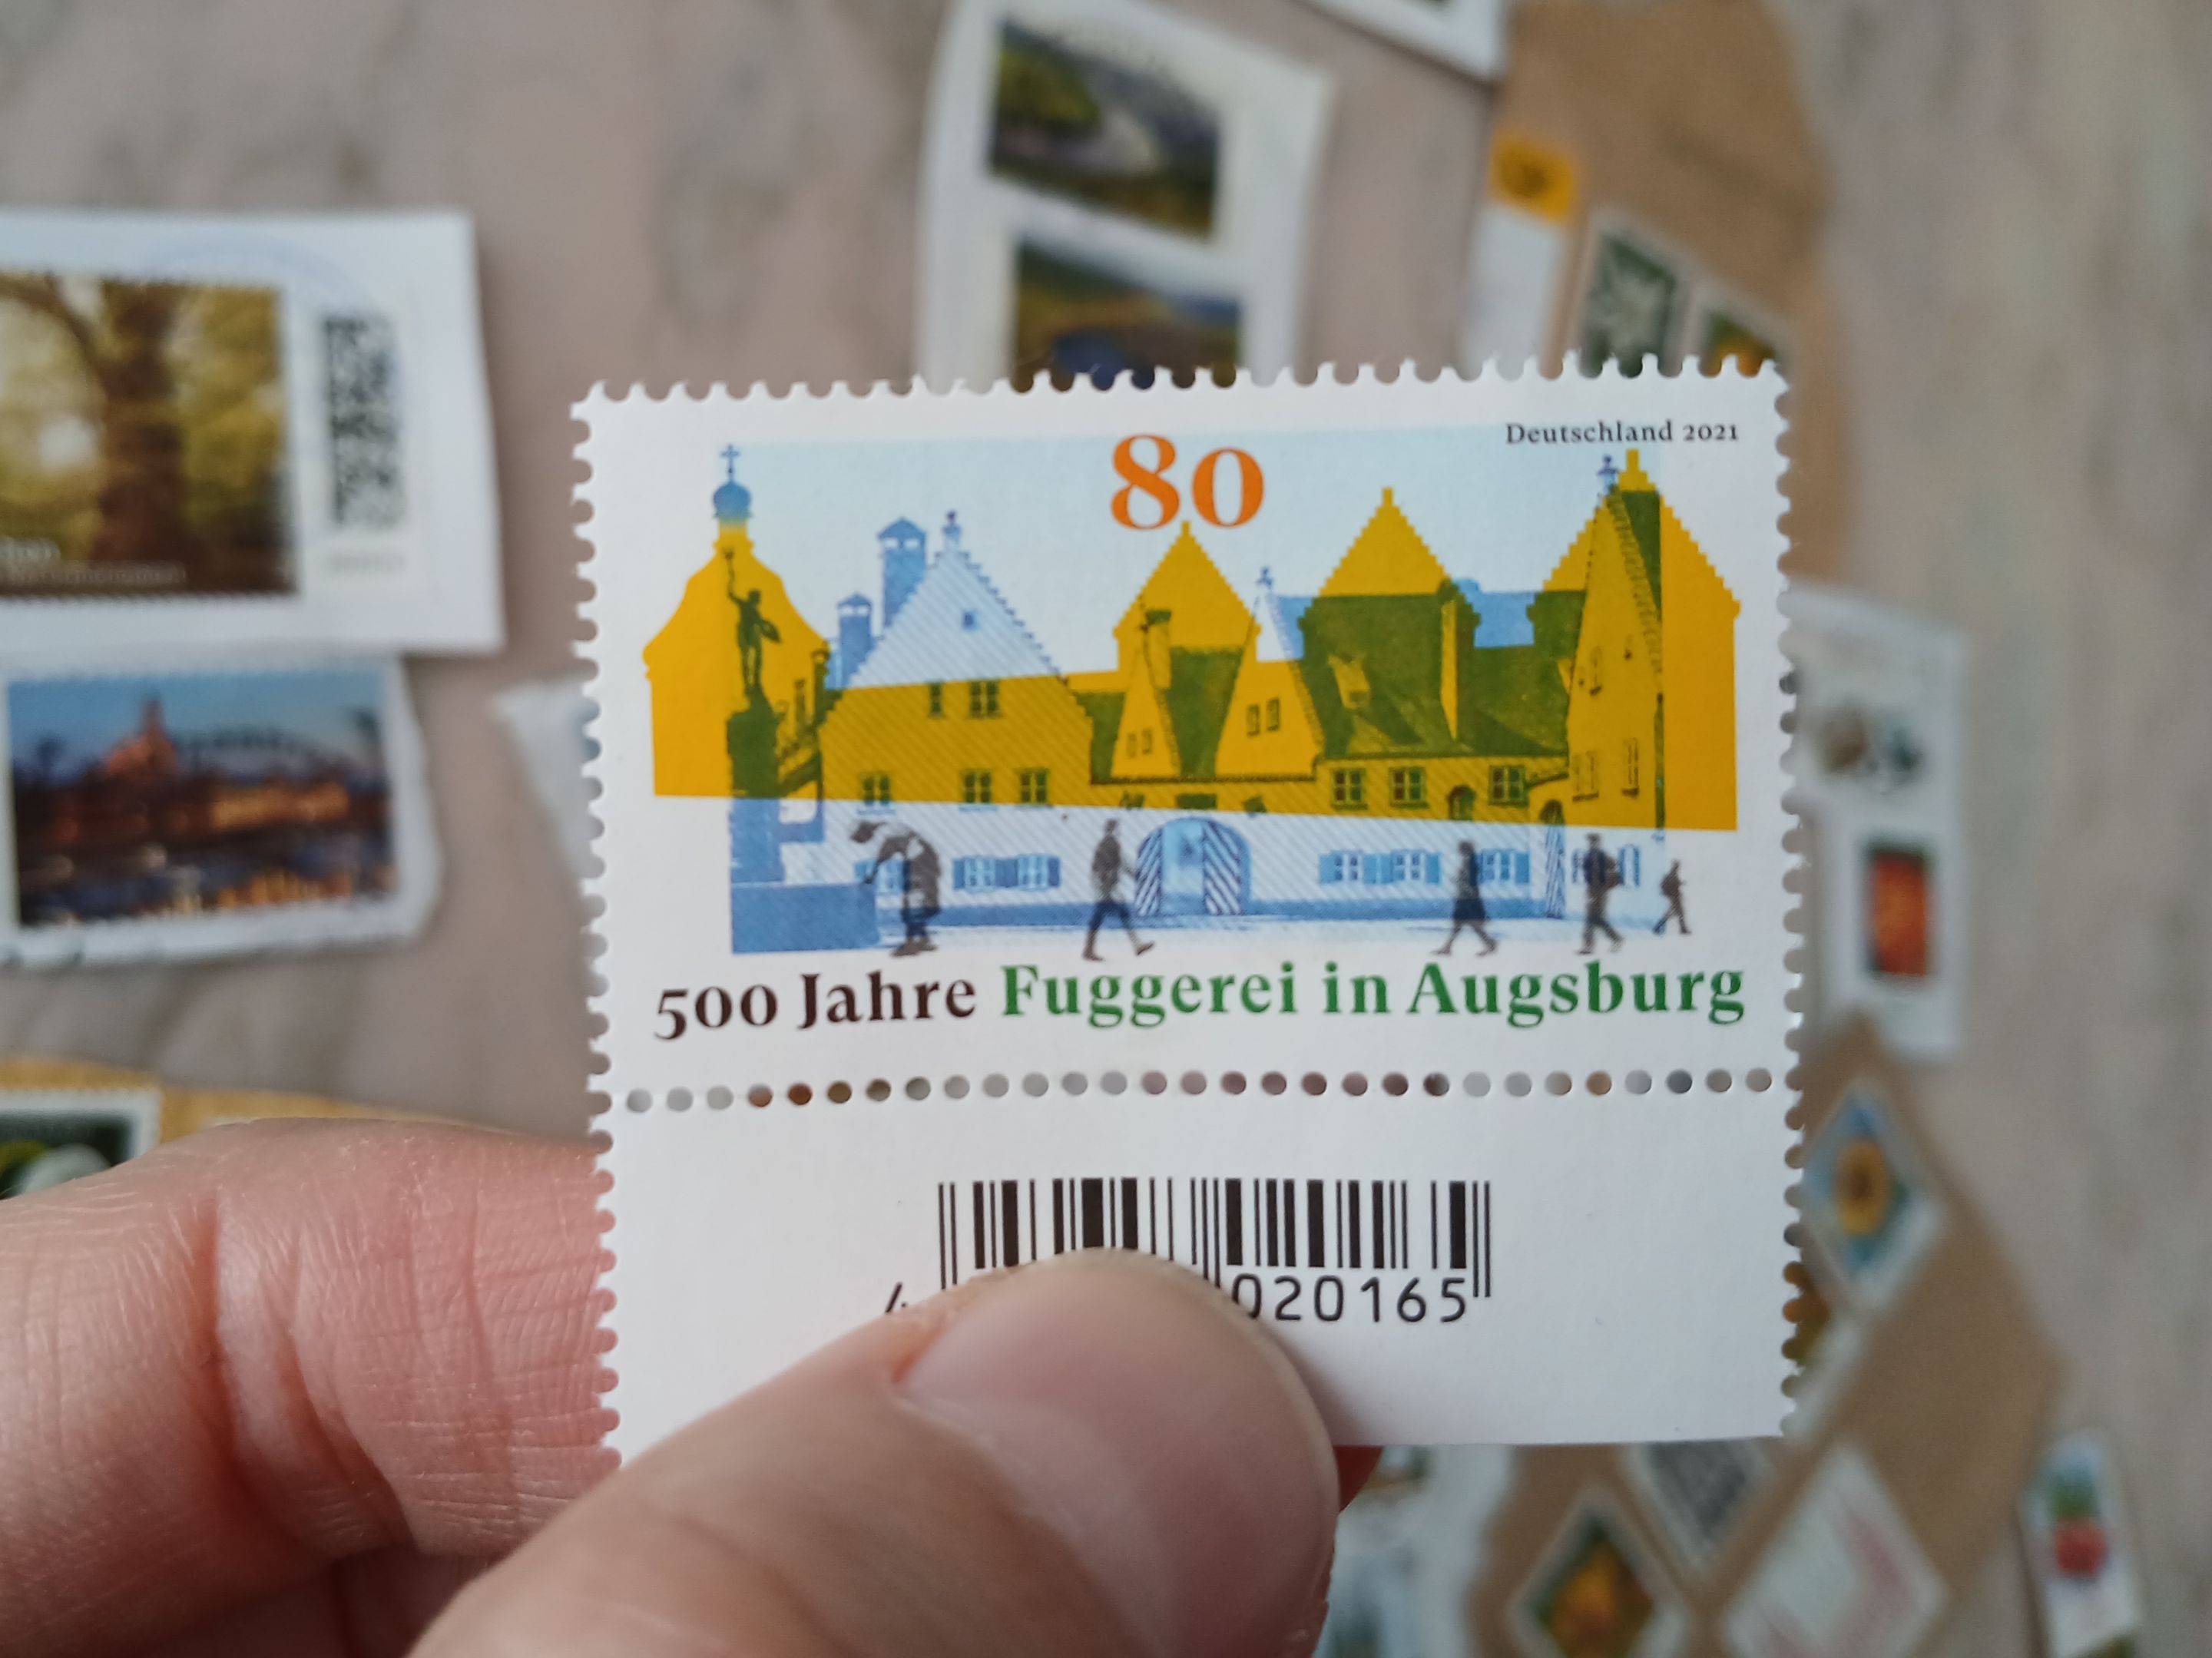 Deutschland 2021
80
500 Jahre Fuggerei in Augsburg
020165